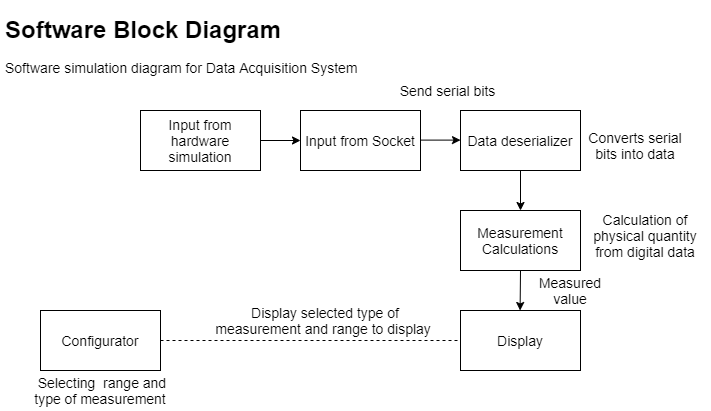 Software Block Diagram
Software simulation diagram for Data Acquisition System
Send serial bits
Input from
hardware
simulation
Input from Socket
Data deserializer
Converts serial
bits into data
Measurement
Calculations
Calculation of
physical quantity
from digital data
Measured
value
Display selected type of
measurement and range to display
Configurator
Display
Selecting range and
type of measurement